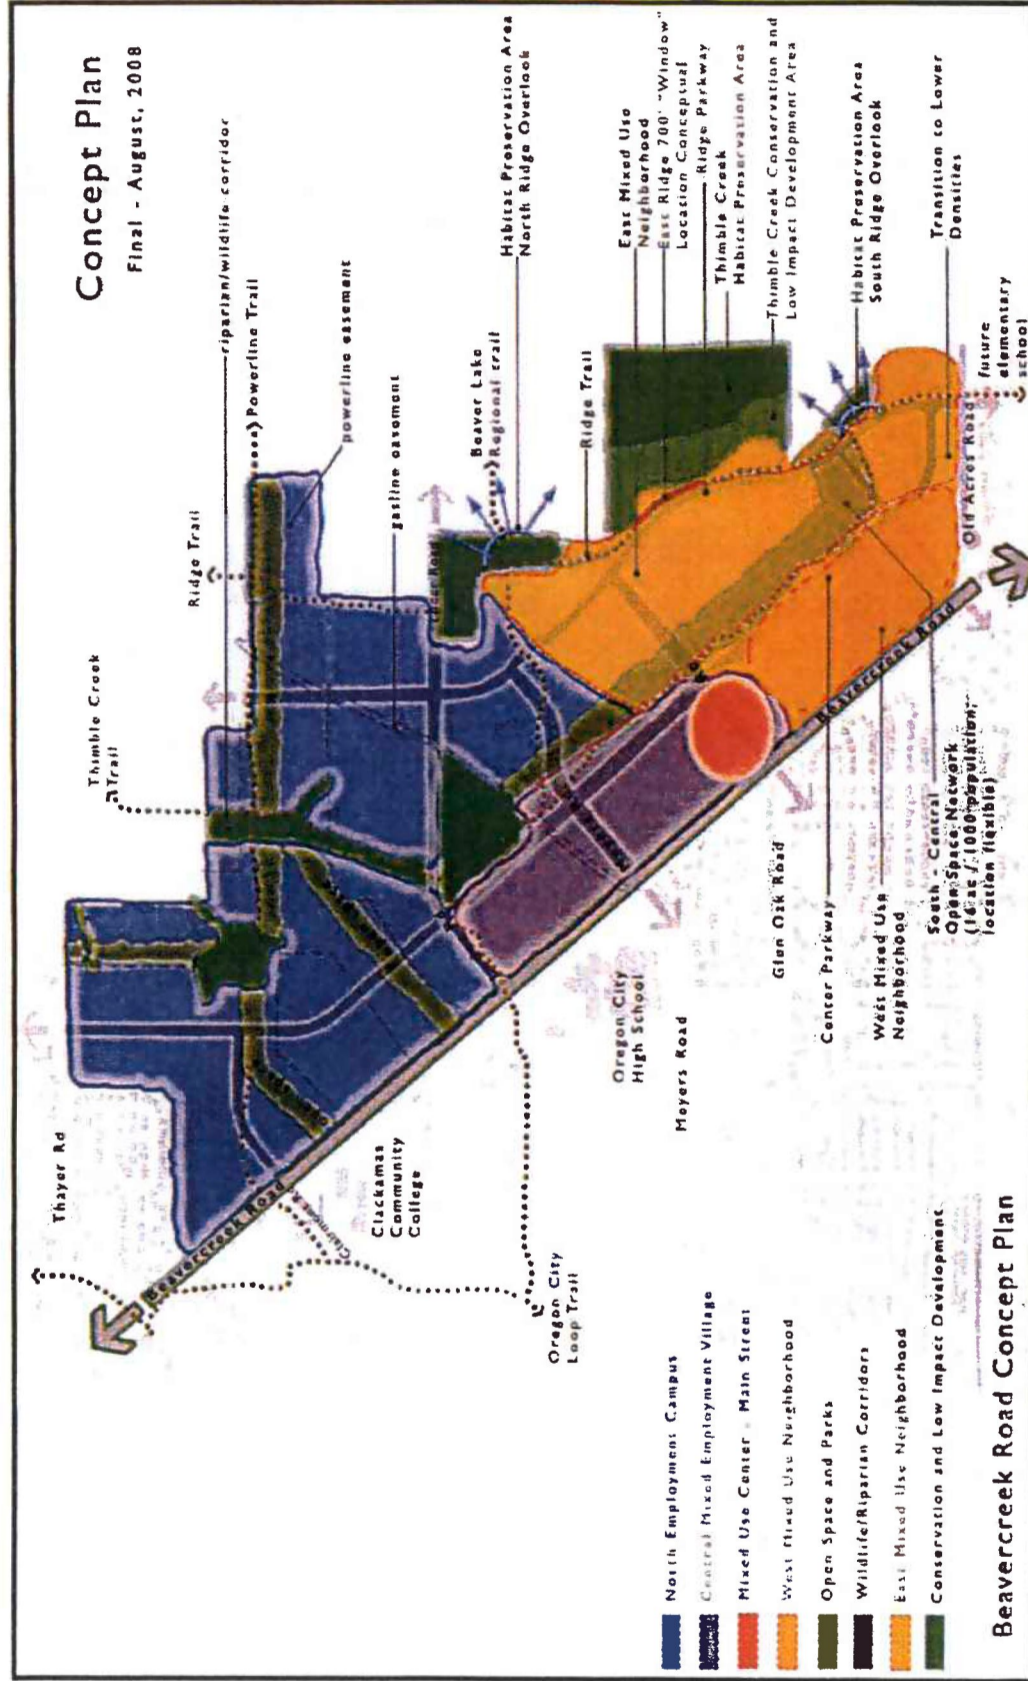 Concept Plan
Final - August, 2008
Thayer Rd
Thimble Creek
Trail
Ridge Trail
Powerline Trail
riparian/wildlife corridor
powerline easement
gasline easement
Beaver Lake
Regional trail
Habitat Preservation Area
North Ridge Overlook
Ridge Trail
East Mixed Use
Neighborhood
East Ridge 700' "Window"
Location Conceptual
Ridge Parkway
Thimble Creek
Habitat Preservation Area
Thimble Creek Conservation and
Low Impact Development Area
Habitat Preservation Area
South Ridge Overlook
Transition to Lower
Densities
future
elementary
school
Old Acres Road
Beavercreek Road
Beavercreek Road
Clackamas
Community
College
Oregon City
Loop Trail
Oregon City
High School
Meyers Road
Glen Oak Road
Center Parkway
West Mixed Use
Neighborhood
South - Central
Open Space Network
(16 ac / 1000 population;
location flexible)
North Employment Campus
Central Mixed Employment Village
Mixed Use Center - Main Street
West Mixed Use Neighborhood
Open Space and Parks
Wildlife/Riparian Corridors
East Mixed Use Neighborhood
Conservation and Low Impact Development
Beavercreek Road Concept Plan